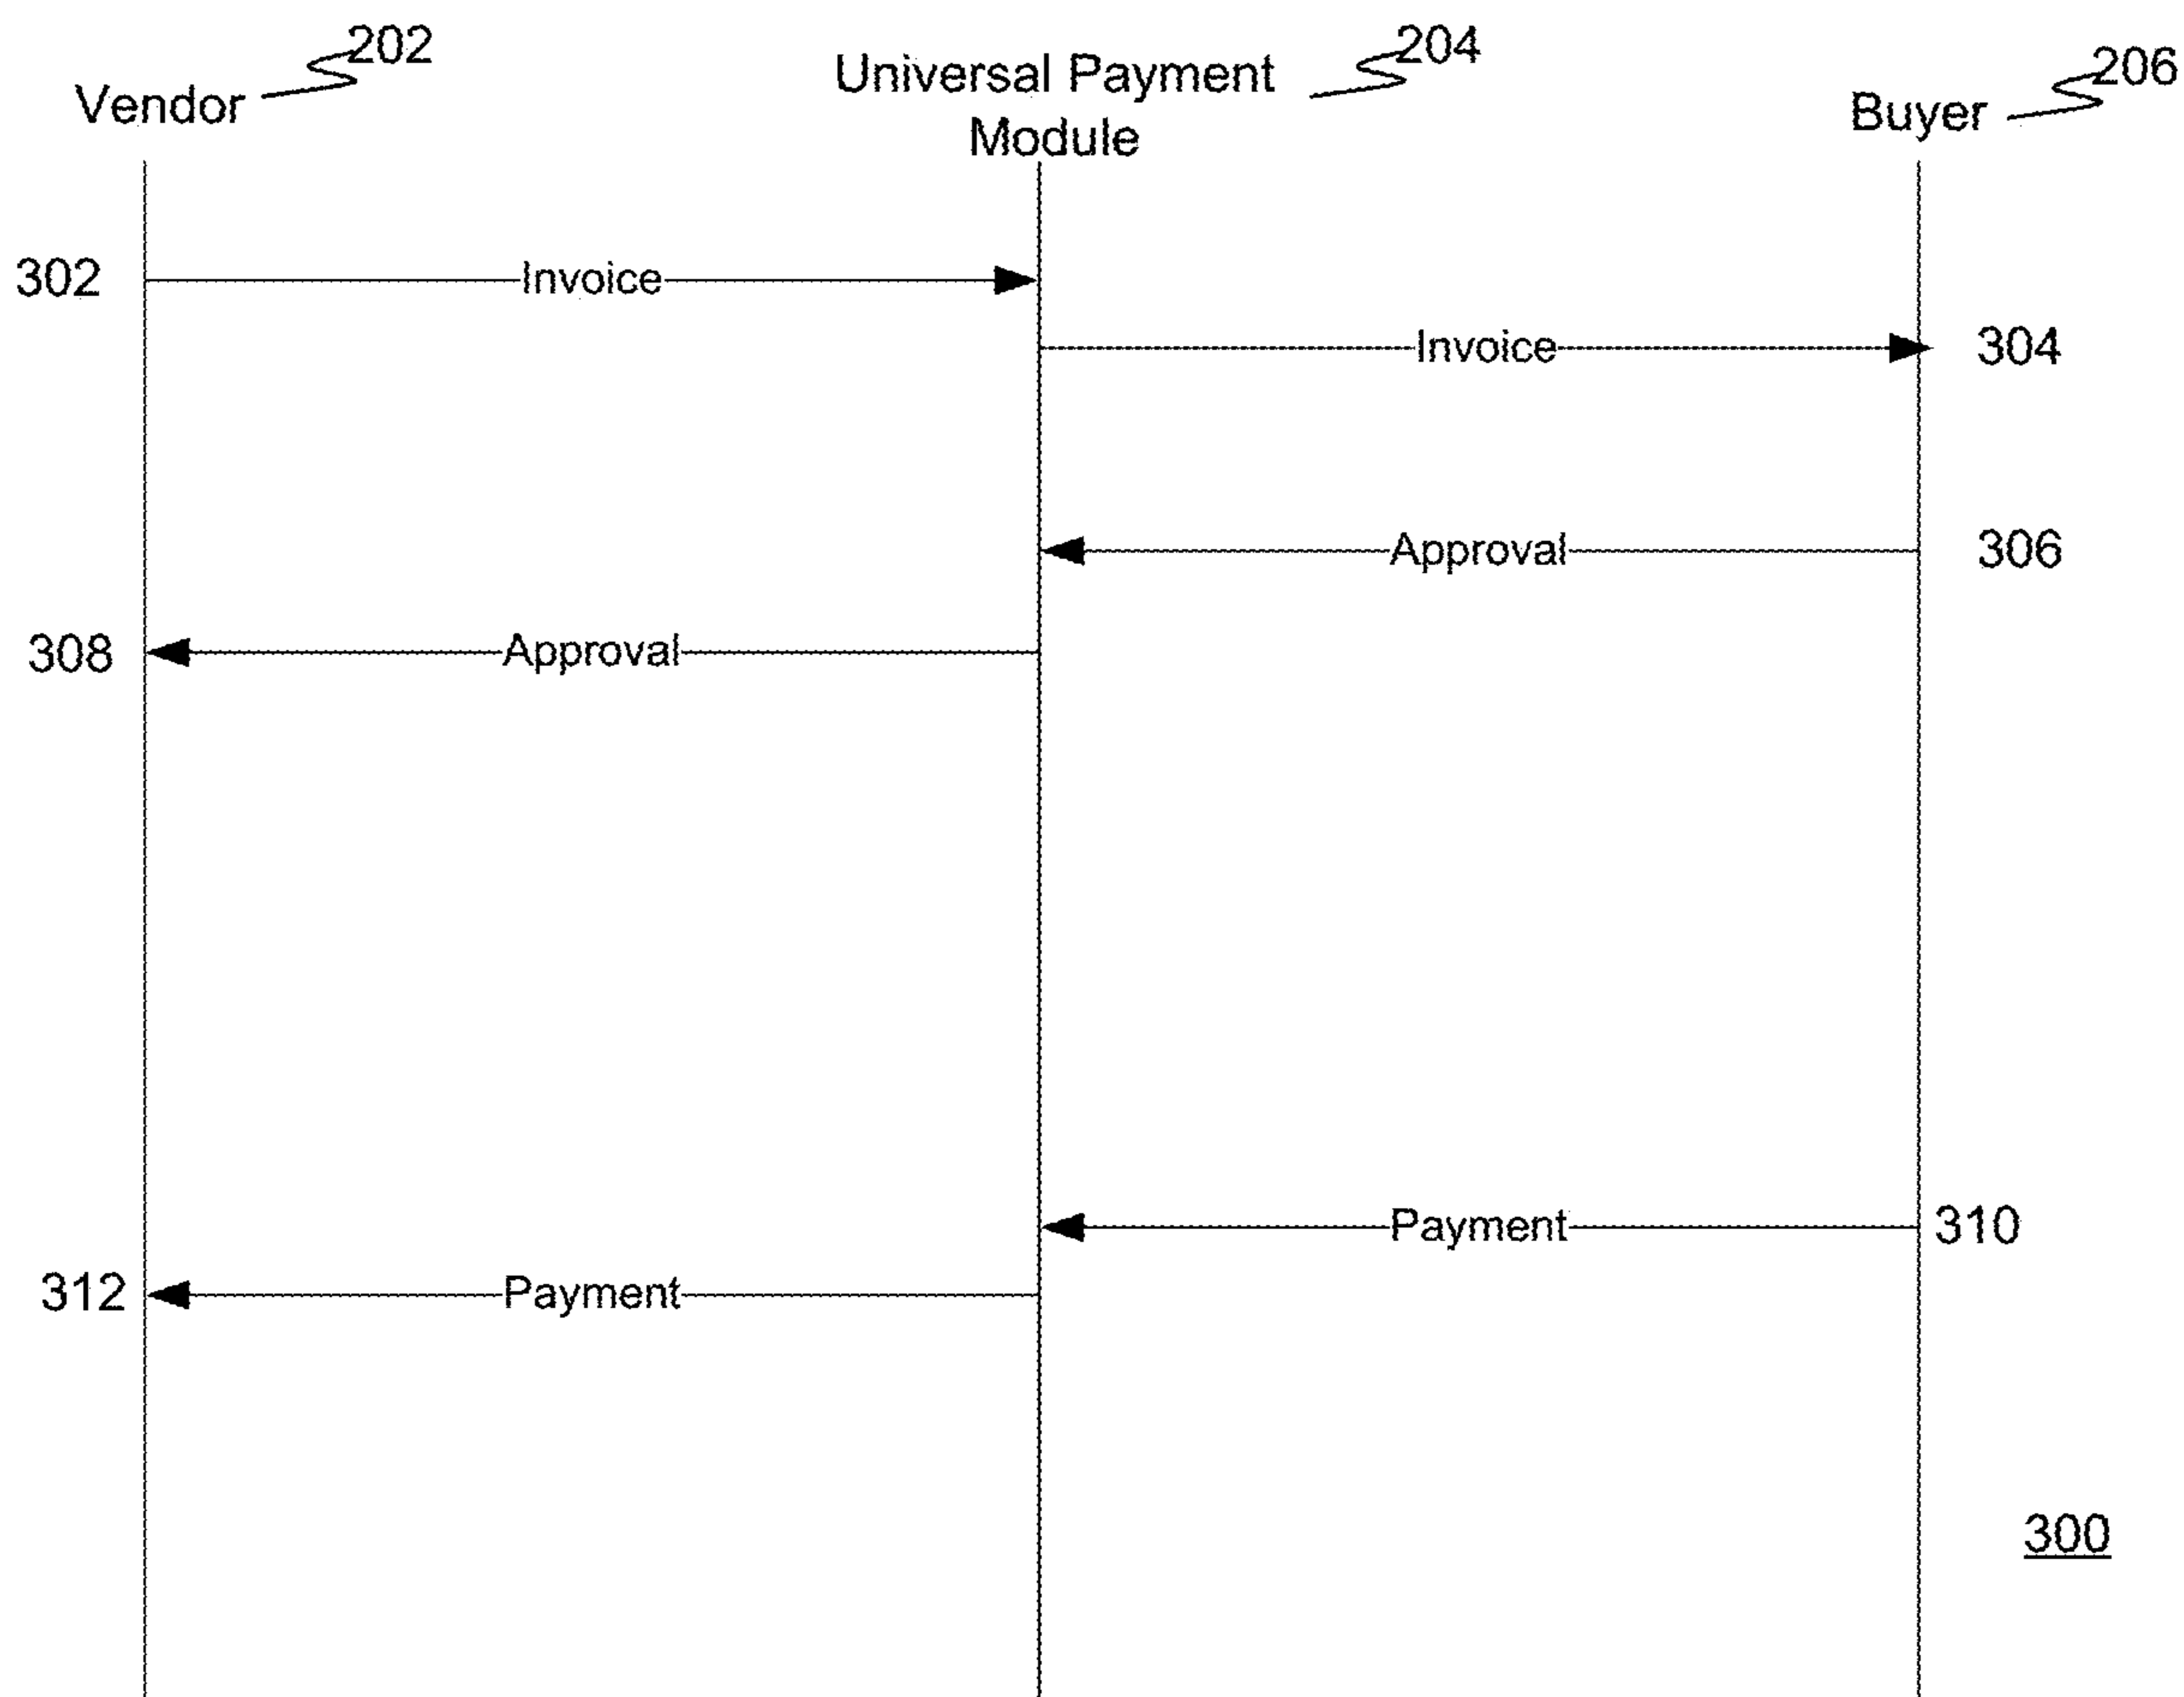 202
204
206
Vendor
Universal Payment
Module
Buyer
302
Invoice
Invoice
304
Approval
306
308
Approval
Payment
310
312
Payment
300